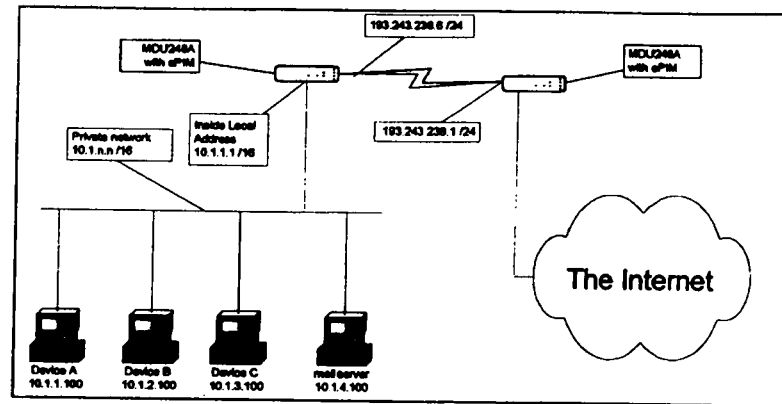 193.243.238.6 /24
MDU248A
with ePIM
MDU248A
with ePIM
Inside Local
Address
10.1.1.1 /16
193.243 238.1 /24
Private network
10.1.n.n /16
The Internet
Device A
10.1.1.100
Device B
10.1.2.100
Device C
10.1.3.100
mail server
10.1.4.100